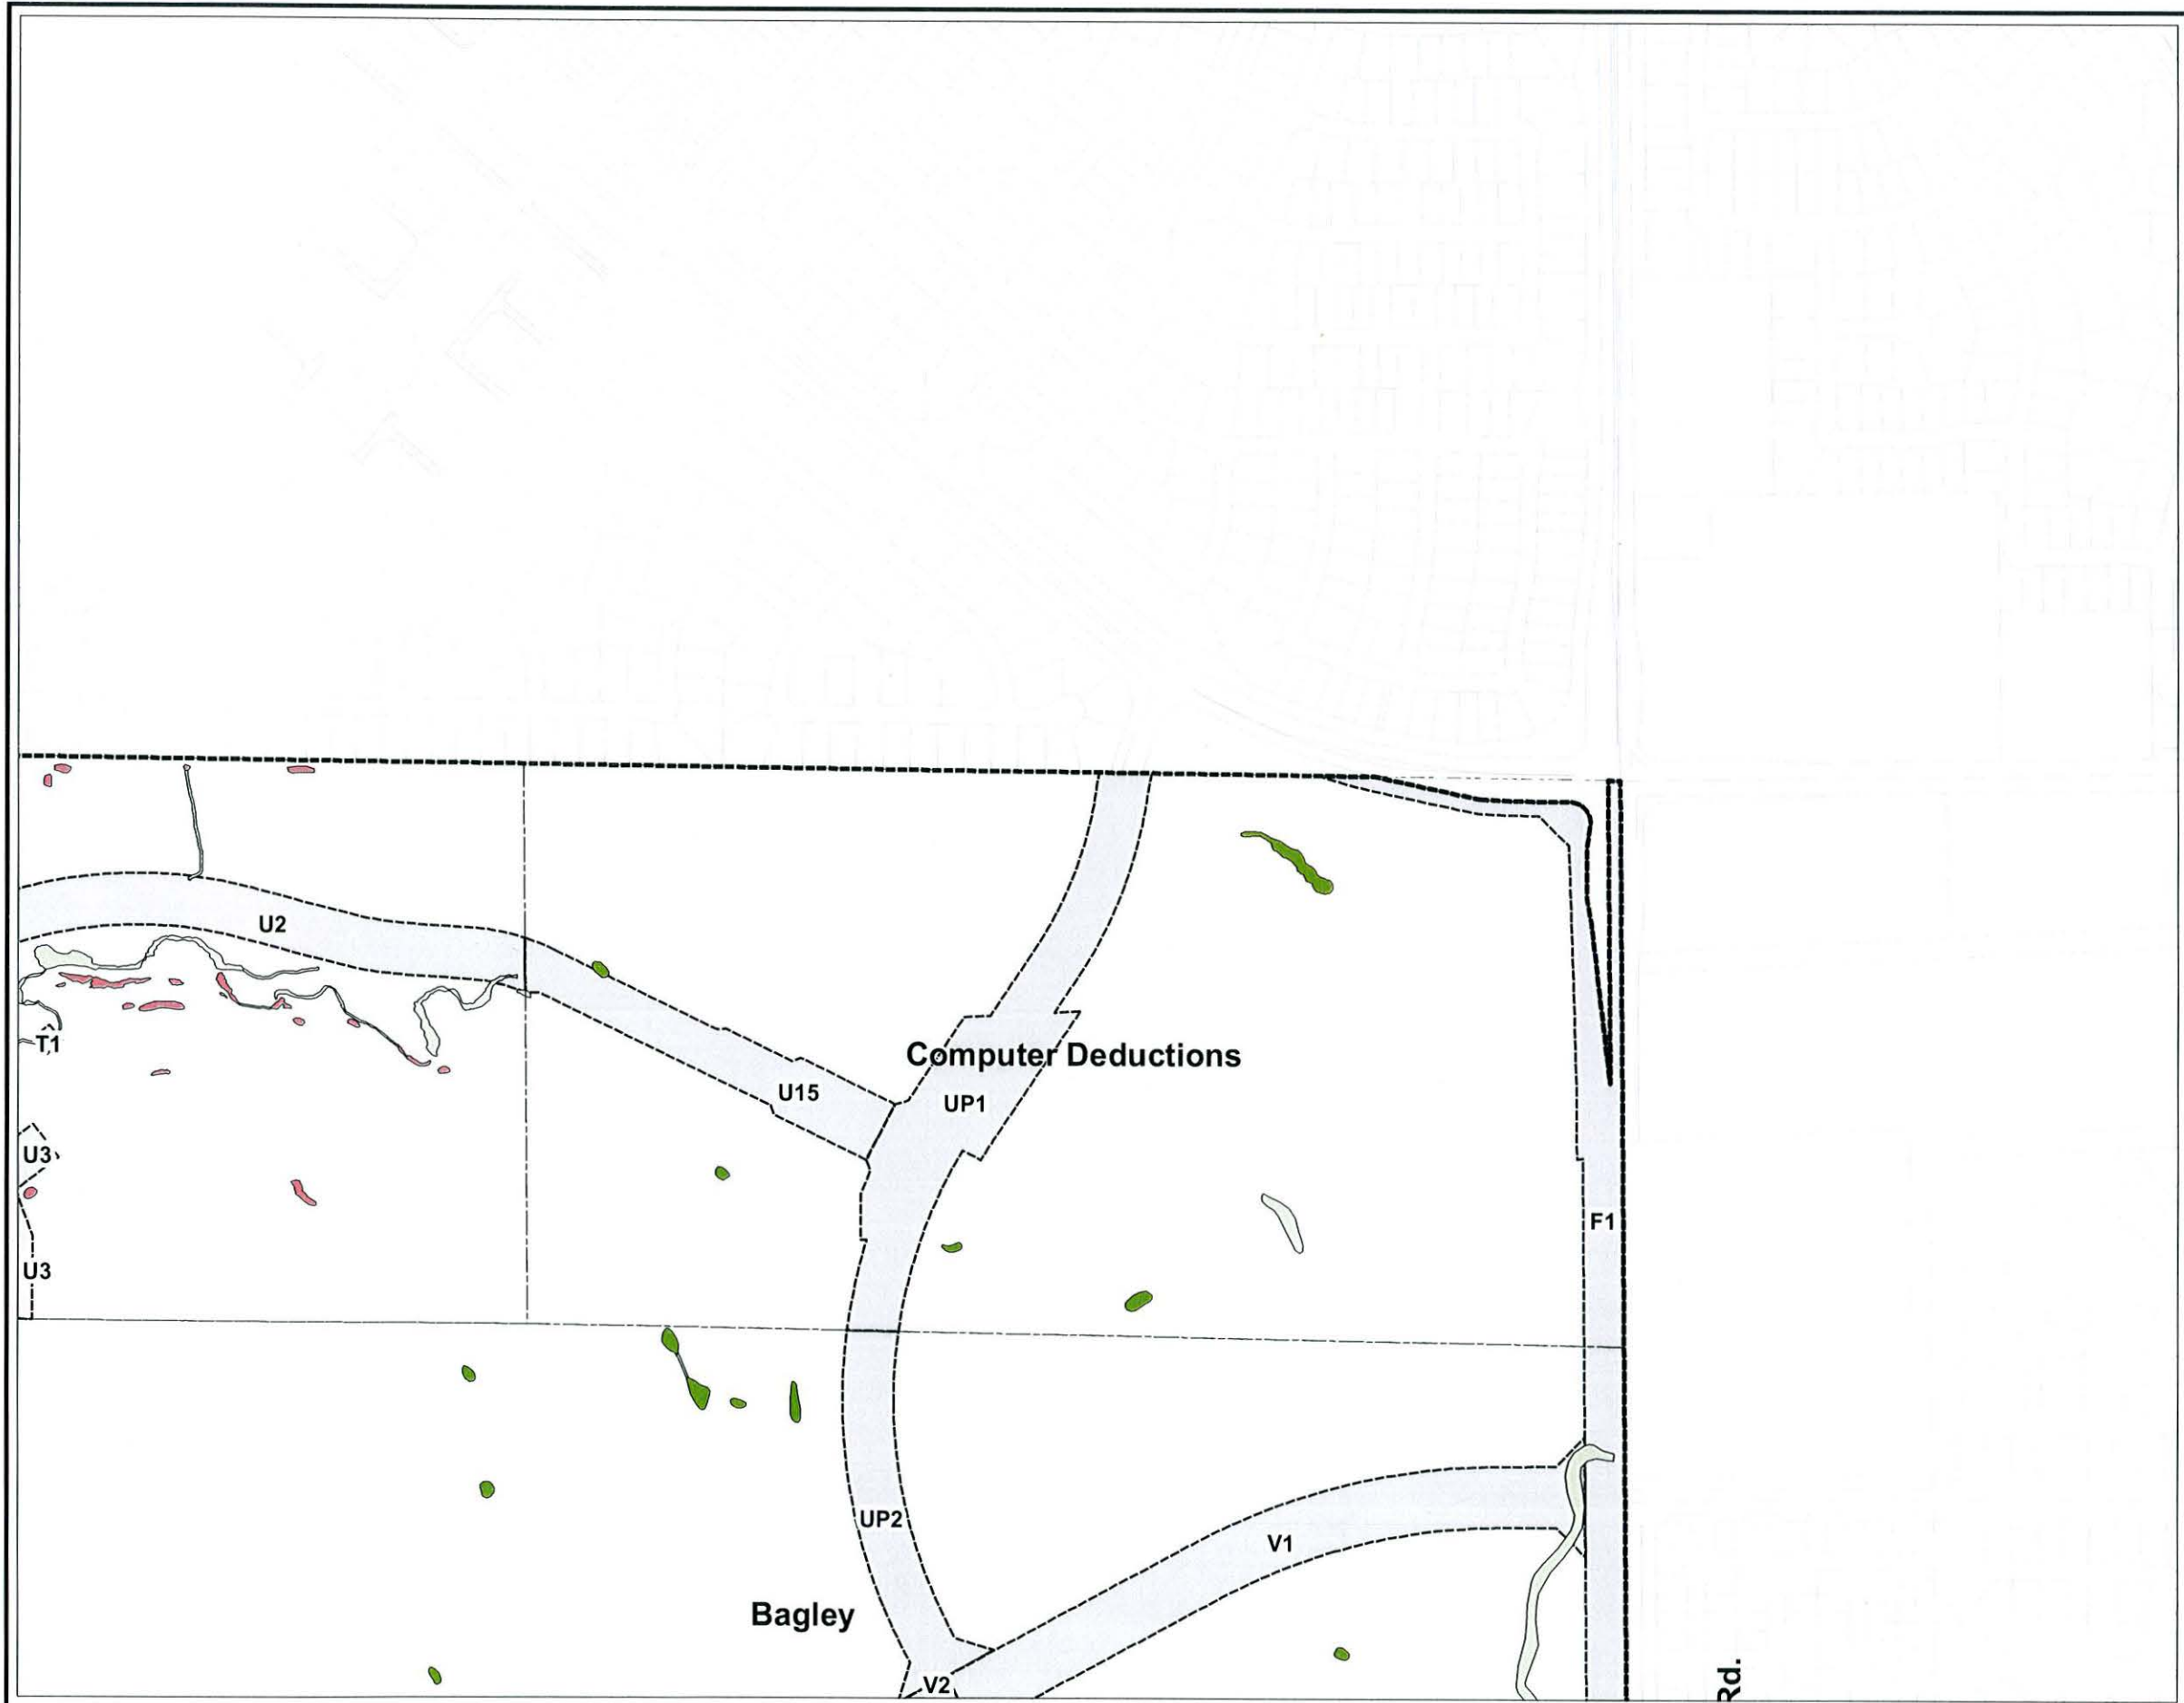 U2
T1
Computer Deductions
U15
UP1
U3
F1
U3
UP2
V1
Bagley
V2
Rd.